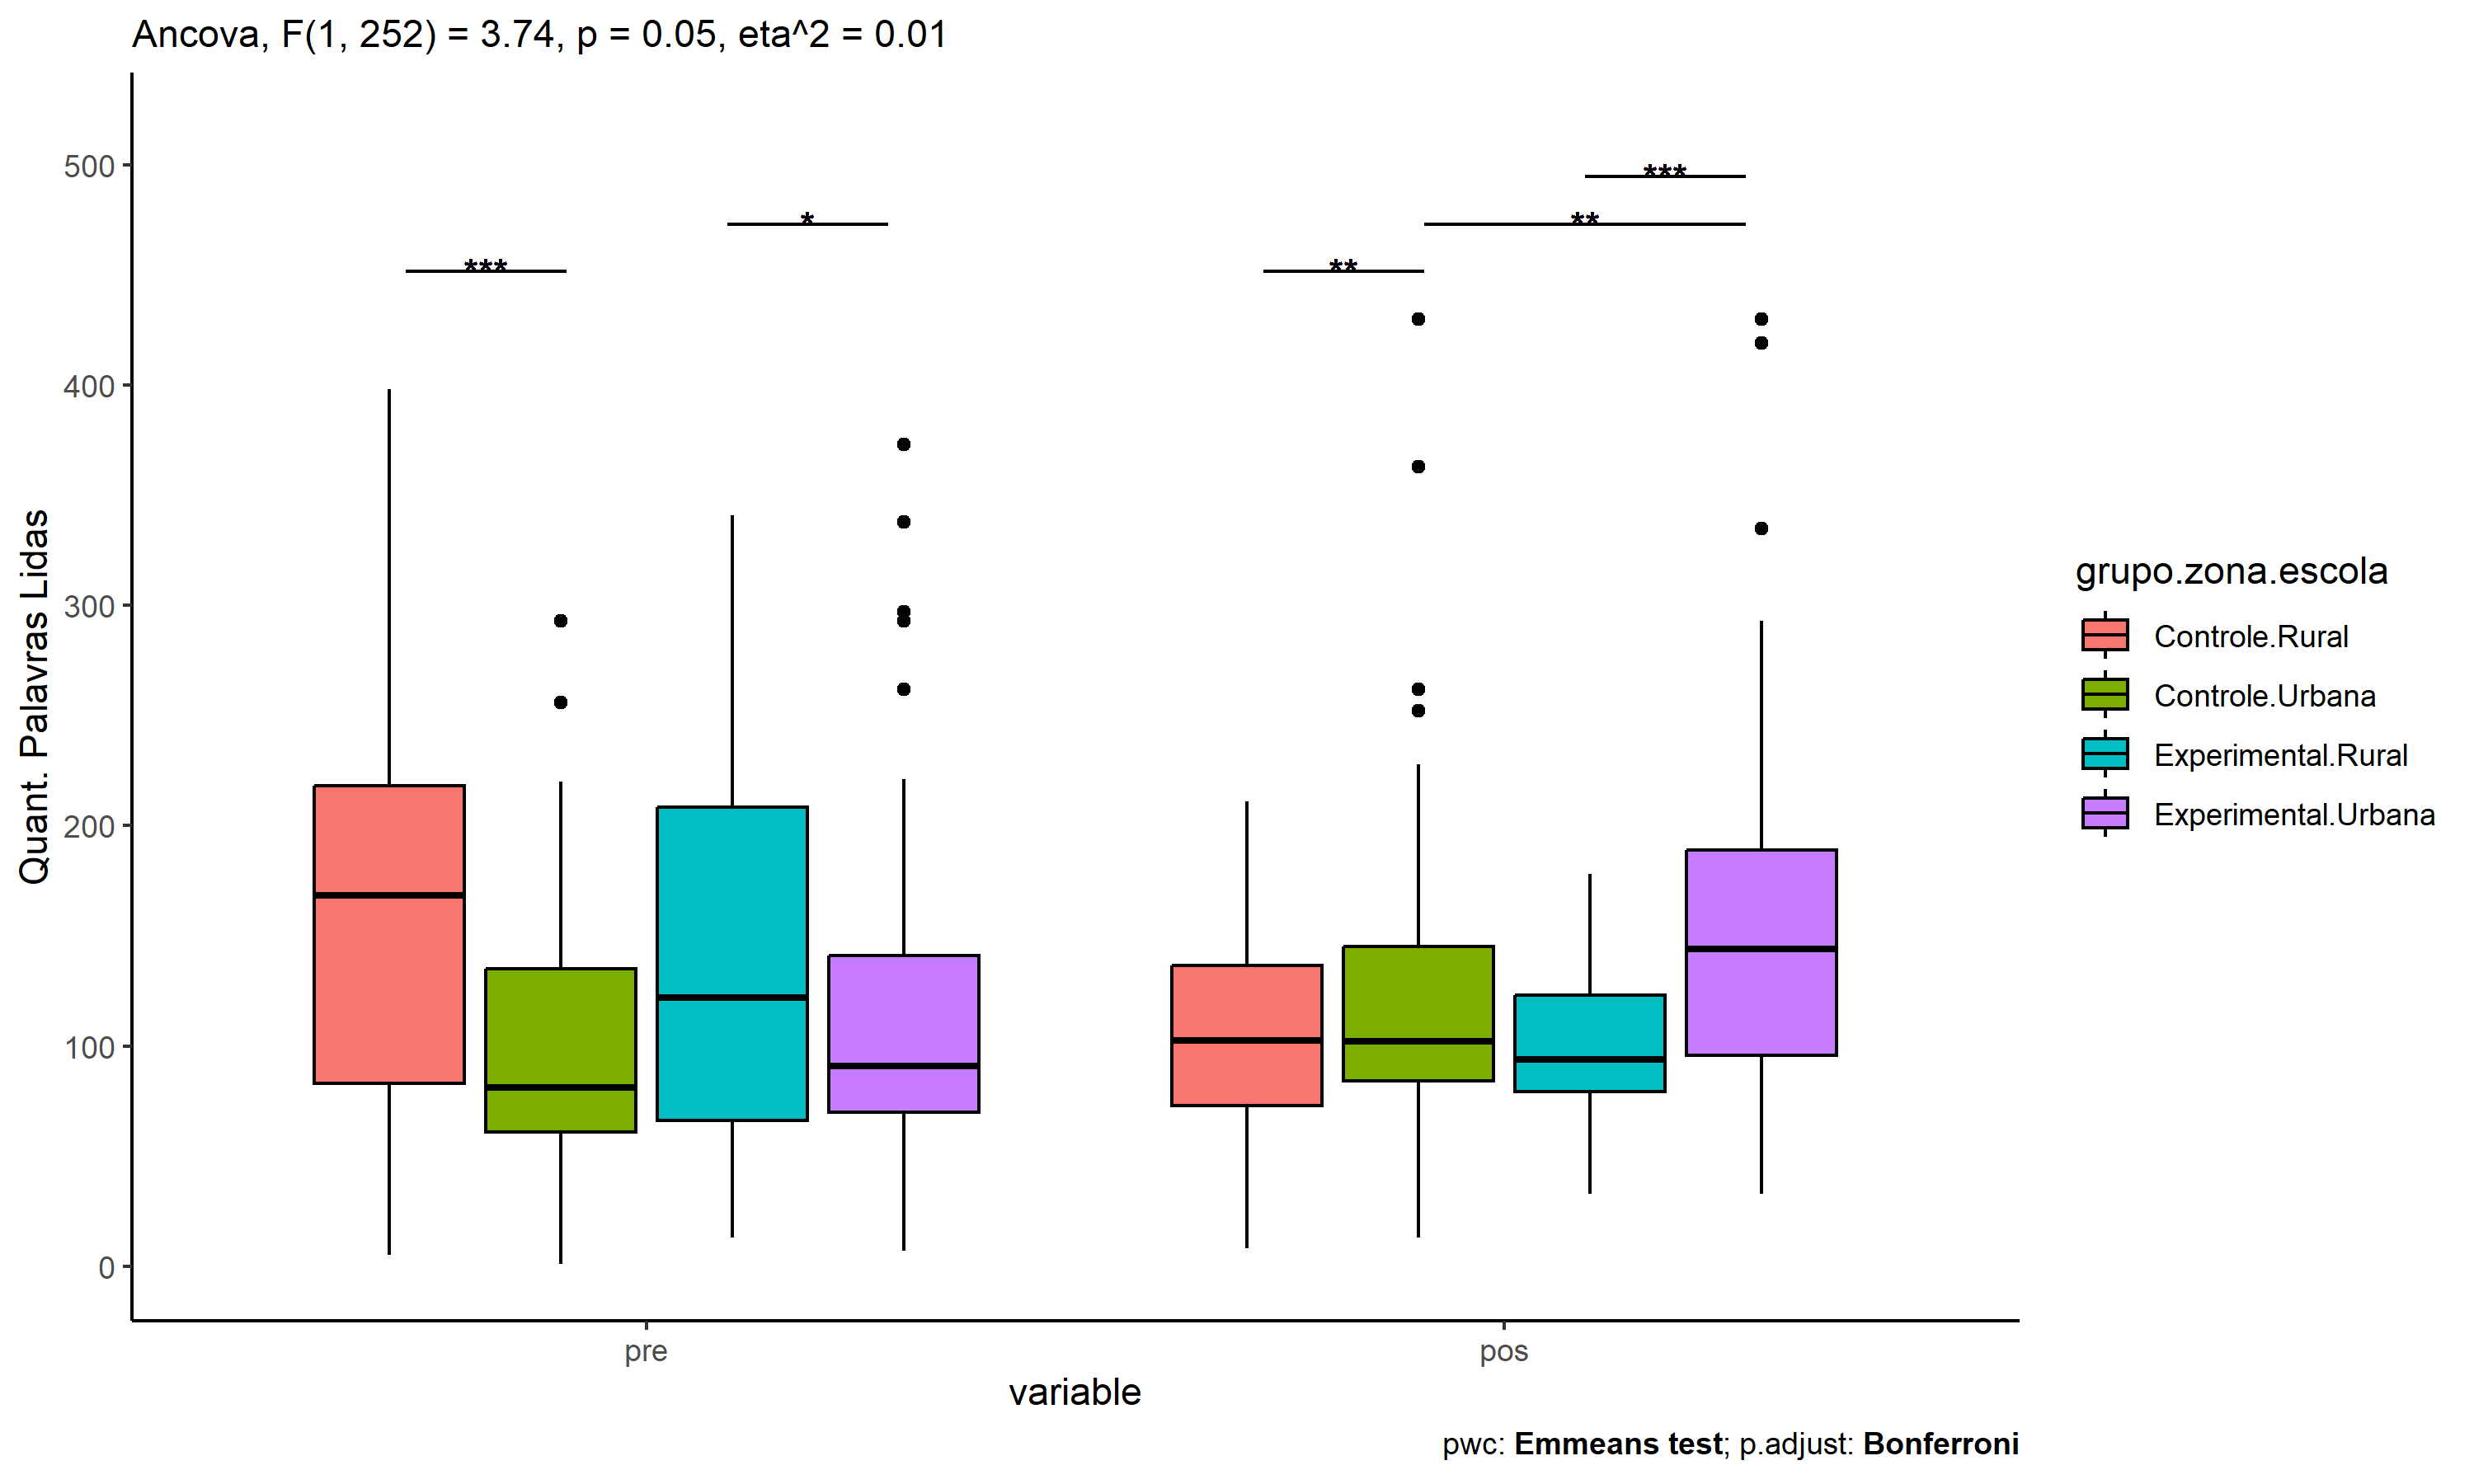 Ancova, F(1, 252) = 3.74, p = 0.05, eta^2 = 0.01
Quant. Palavras Lidas
500
400
300
200
100
0
***
*
**
**
***
pre
pos
variable
grupo.zona.escola
Controle.Rural
Controle.Urbana
Experimental.Rural
Experimental.Urbana
pwc: Emmeans test; p.adjust: Bonferroni